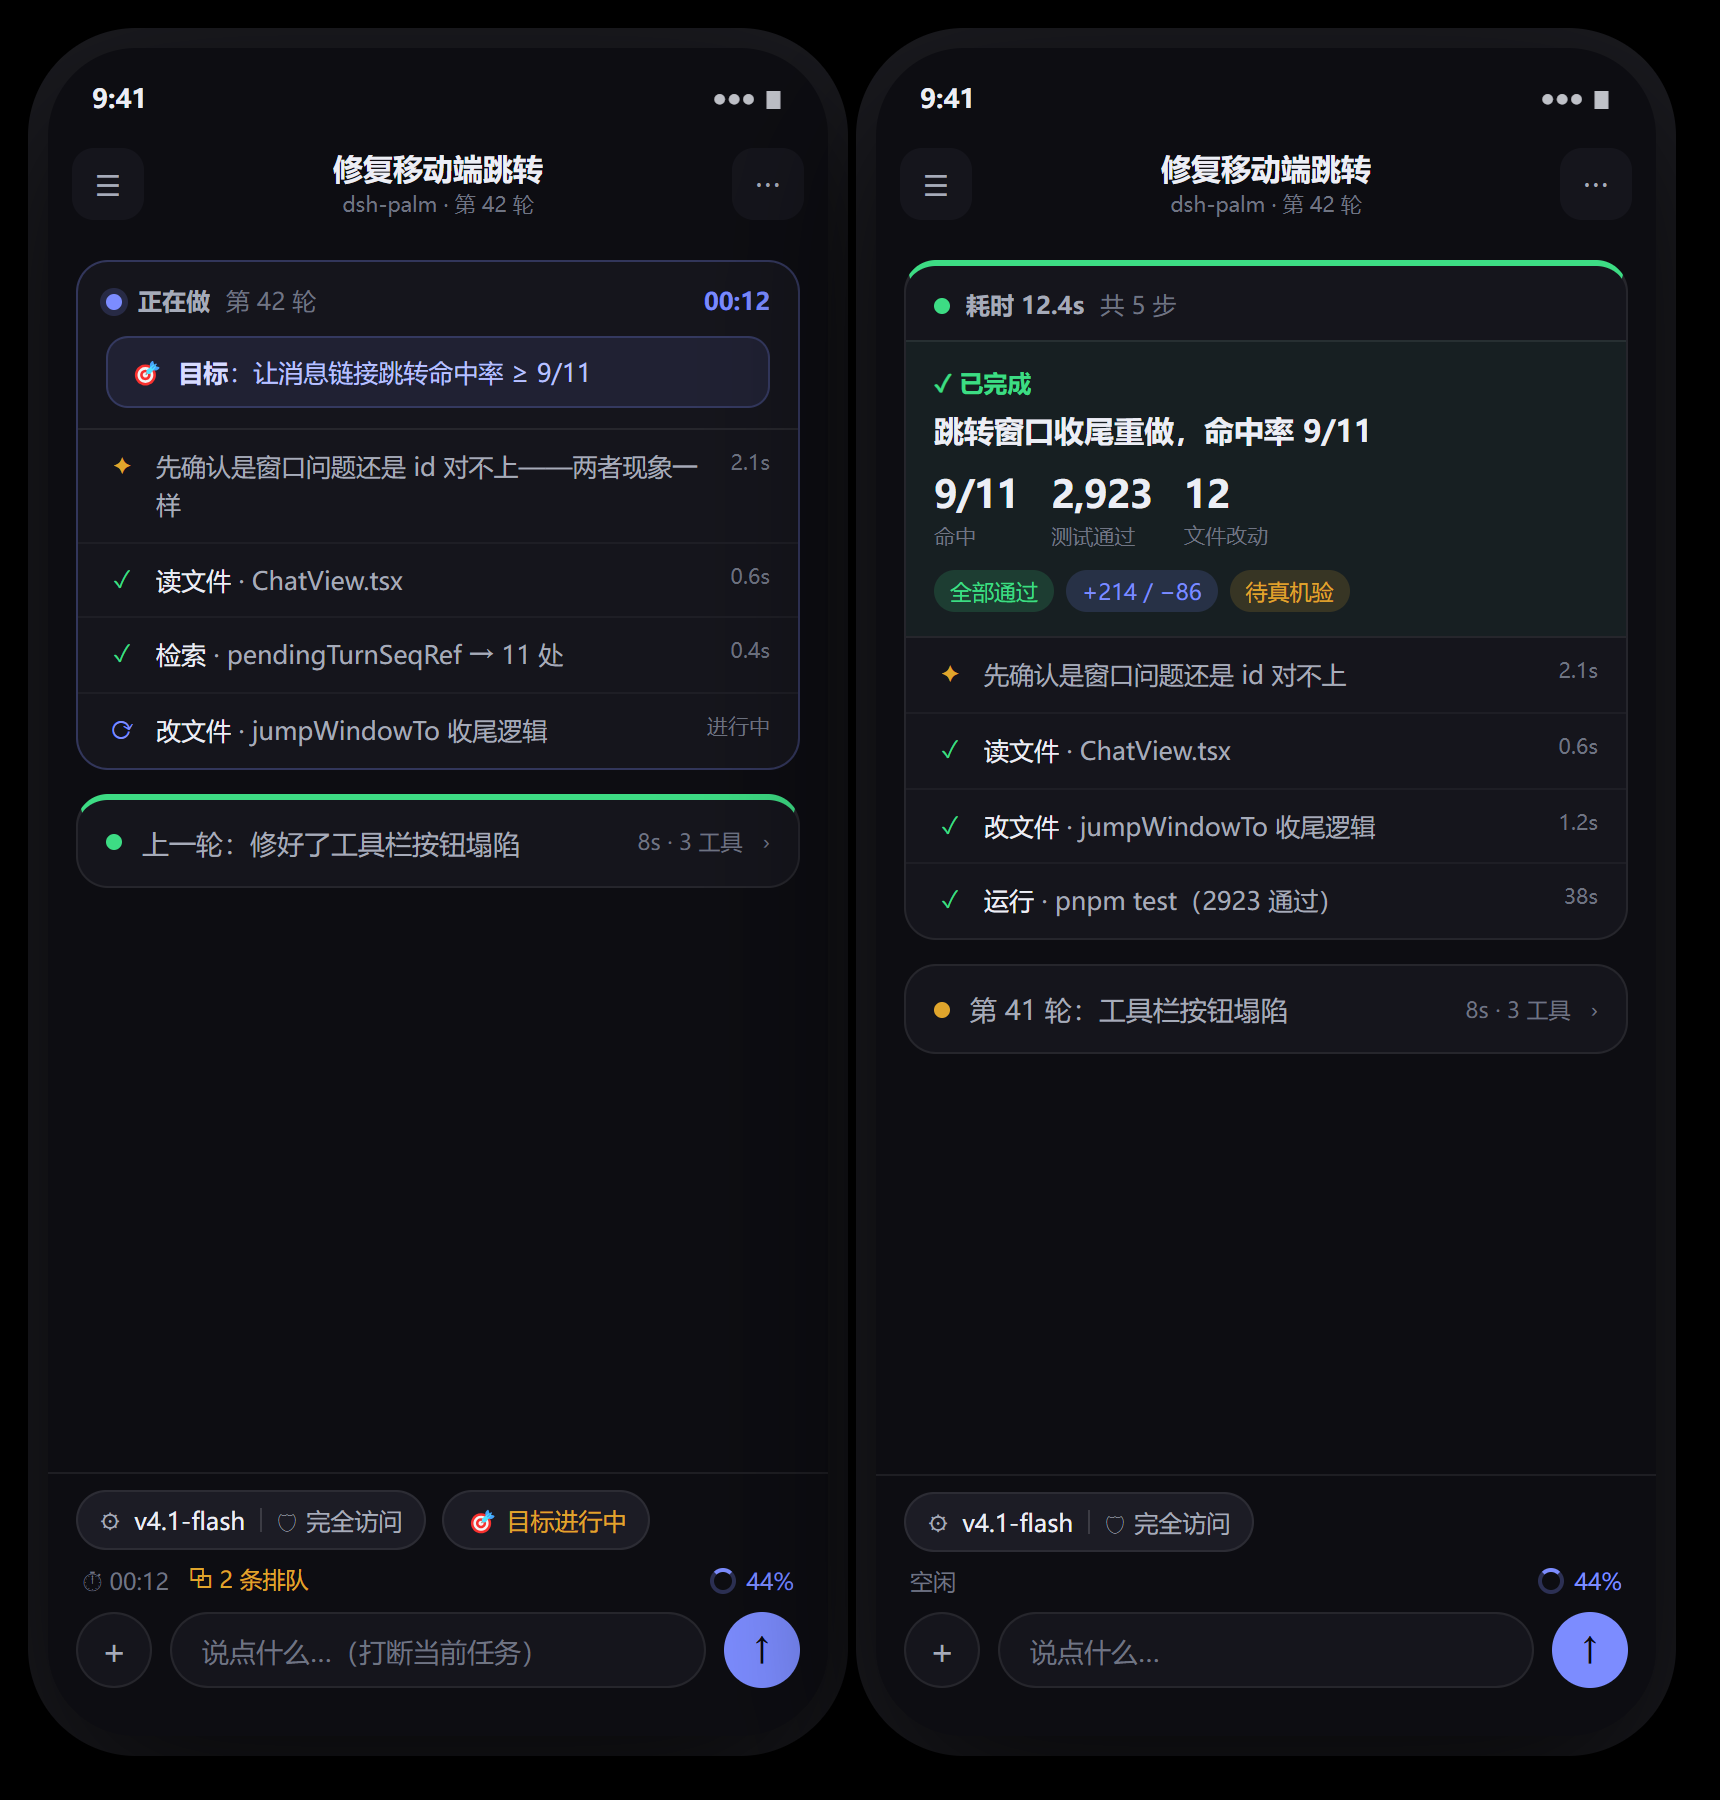 9:41
修复移动端跳转
dsh-palm · 第 42 轮
正在做 第 42 轮 00:12
🎯 目标：让消息链接跳转命中率 ≥ 9/11
✦ 先确认是窗口问题还是 id 对不上——两者现象一 2.1s
样
✓ 读文件 · ChatView.tsx 0.6s
✓ 检索 · pendingTurnSeqRef → 11 处 0.4s
改文件 · jumpWindowTo 收尾逻辑 进行中
上一轮：修好了工具栏按钮塌陷 8s · 3 工具 ›
v4.1-flash 完全访问 🎯 目标进行中
00:12 2 条排队 44%
+ 说点什么…（打断当前任务） ↑
9:41
修复移动端跳转
dsh-palm · 第 42 轮
耗时 12.4s 共 5 步
✓ 已完成
跳转窗口收尾重做，命中率 9/11
9/11 2,923 12
命中 测试通过 文件改动
全部通过 +214 / −86 待真机验
✦ 先确认是窗口问题还是 id 对不上 2.1s
✓ 读文件 · ChatView.tsx 0.6s
✓ 改文件 · jumpWindowTo 收尾逻辑 1.2s
✓ 运行 · pnpm test（2923 通过） 38s
第 41 轮：工具栏按钮塌陷 8s · 3 工具 ›
v4.1-flash 完全访问
空闲 44%
+ 说点什么… ↑